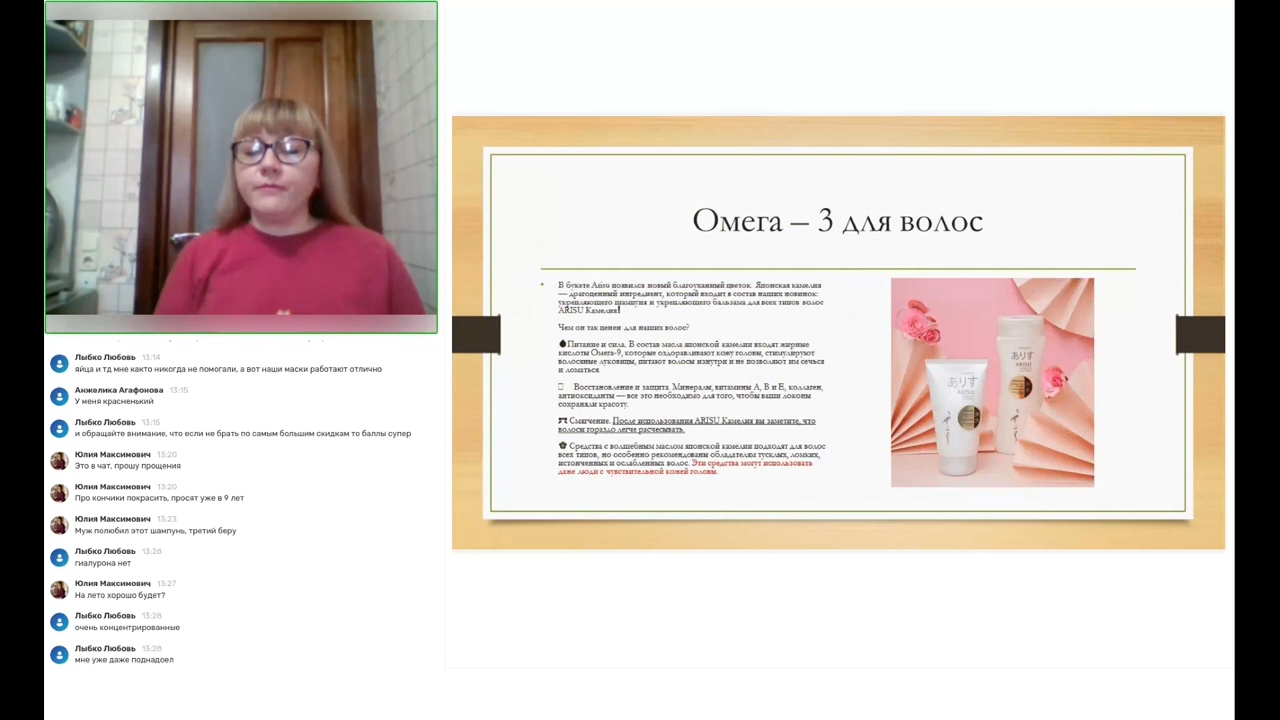 Лыбко Любовь 13:14
яйца и тд мне както никогда не помогали, а вот наши маски работают отлично
Анжелика Агафонова 13:15
У меня красненький
Лыбко Любовь 13:15
и обращайте внимание, что если не брать по самым большим скидкам то баллы супер
Юлия Максимович 13:20
Это в чат, прошу прощения
Юлия Максимович 13:20
Про кончики покрасить, просят уже в 9 лет
Юлия Максимович 13:23
Муж полюбил этот шампунь, третий беру
Лыбко Любовь 13:26
гиалурона нет
Юлия Максимович 13:27
На лето хорошо будет?
Лыбко Любовь 13:28
очень концентрированные
Лыбко Любовь 13:28
мне уже даже поднадоел
Омега – 3 для волос
В букете Arisu появился новый благоуханный цветок. Японская камелия
— драгоценный ингредиент, который входит в состав наших новинок:
укрепляющего шампуня и укрепляющего бальзама для всех типов волос
ARISU Камелия!
Чем он так ценен для наших волос?
Питание и сила. В состав масла японской камелии входят жирные
кислоты Омега-9, которые оздоравливают кожу головы, стимулируют
волосяные луковицы, питают волосы изнутри и не позволяют им сечься
и ломаться.
Восстановление и защита. Минералы, витамины А, В и Е, коллаген,
антиоксиданты — все это необходимо для того, чтобы ваши локоны
сохраняли красоту.
Смягчение. После использования ARISU Камелия вы заметите, что
волосы гораздо легче расчесывать.
Средства с волшебным маслом японской камелии подходят для волос
всех типов, но особенно рекомендованы обладателям тусклых, ломких,
истонченных и ослабленных волос. Эти средства могут использовать
даже люди с чувствительной кожей головы.
ありす
ARISU
ありす
ARISU